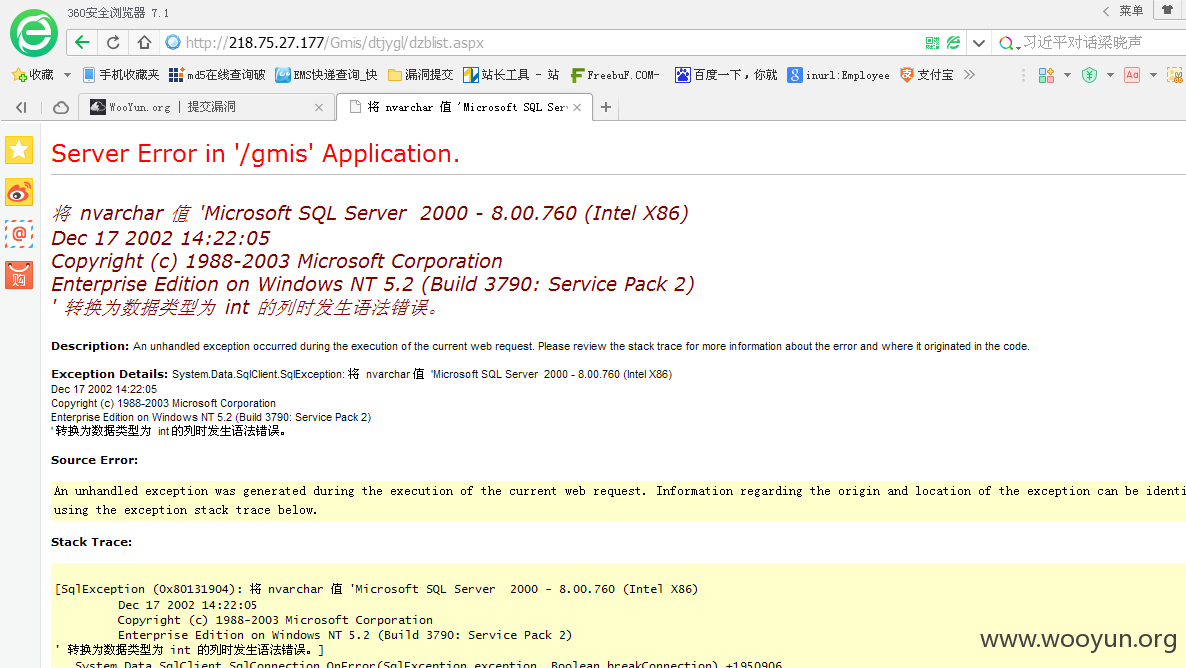 360安全浏览器 7.1
菜单
http://218.75.27.177/Gmis/dtjygl/dzblist.aspx
习近平对话梁晓声
收藏 手机收藏夹 md5在线查询破 EMS快递查询_快 漏洞提交 站长工具 - 站 FreebuF.COM- 百度一下，你就 inurl:Employee 支付宝
WooYun.org | 提交漏洞
将 nvarchar 值 'Microsoft SQL Ser
Server Error in '/gmis' Application.
将 nvarchar 值 'Microsoft SQL Server  2000 - 8.00.760 (Intel X86)
Dec 17 2002 14:22:05
Copyright (c) 1988-2003 Microsoft Corporation
Enterprise Edition on Windows NT 5.2 (Build 3790: Service Pack 2)
' 转换为数据类型为 int 的列时发生语法错误。
购
Description: An unhandled exception occurred during the execution of the current web request. Please review the stack trace for more information about the error and where it originated in the code.
Exception Details: System.Data.SqlClient.SqlException: 将 nvarchar 值 'Microsoft SQL Server  2000 - 8.00.760 (Intel X86)
Dec 17 2002 14:22:05
Copyright (c) 1988-2003 Microsoft Corporation
Enterprise Edition on Windows NT 5.2 (Build 3790: Service Pack 2)
' 转换为数据类型为 int 的列时发生语法错误。
Source Error:
An unhandled exception was generated during the execution of the current web request. Information regarding the origin and location of the exception can be identi
using the exception stack trace below.
Stack Trace:
[SqlException (0x80131904): 将 nvarchar 值 'Microsoft SQL Server  2000 - 8.00.760 (Intel X86)
Dec 17 2002 14:22:05
Copyright (c) 1988-2003 Microsoft Corporation
Enterprise Edition on Windows NT 5.2 (Build 3790: Service Pack 2)
' 转换为数据类型为 int 的列时发生语法错误。]
System.Data.SqlClient.SqlConnection.OnError(SqlException exception, Boolean breakConnection) +1950906
www.wooyun.org